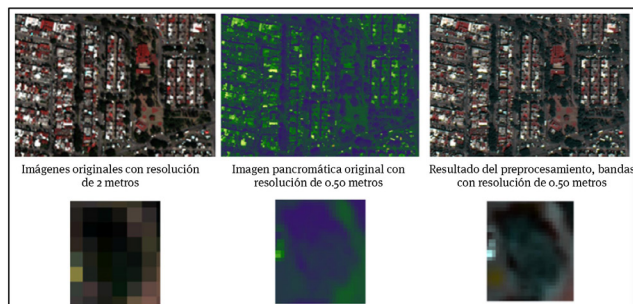 Imágenes originales con resolución
de 2 metros
Imagen pancromática original con
resolución de 0.50 metros
Resultado del preprocesamiento, bandas
con resolución de 0.50 metros